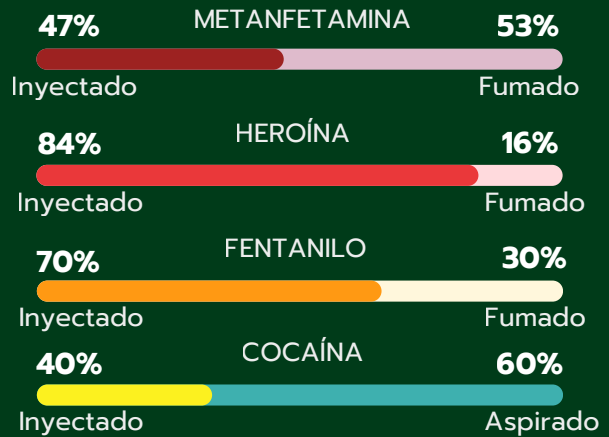 METANFETAMINA
47% 53%
Inyectado Fumado
HEROÍNA
84% 16%
Inyectado Fumado
FENTANILO
70% 30%
Inyectado Fumado
COCAÍNA
40% 60%
Inyectado Aspirado